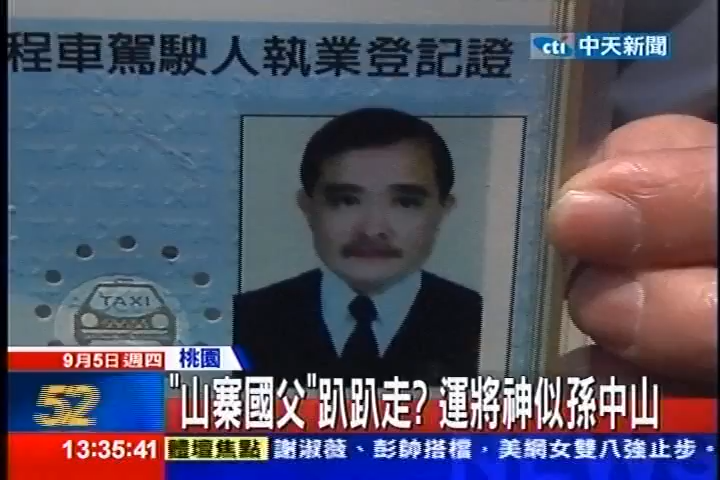 程車駕駛人執業登記證
cti 中天新聞
TAXI
9月5日週四 桃園
"山寨國父"趴趴走? 運將神似孫中山
52
13:35:41 體壇焦點 謝淑薇、彭帥搭檔，美網女雙八強止步。
NEWS